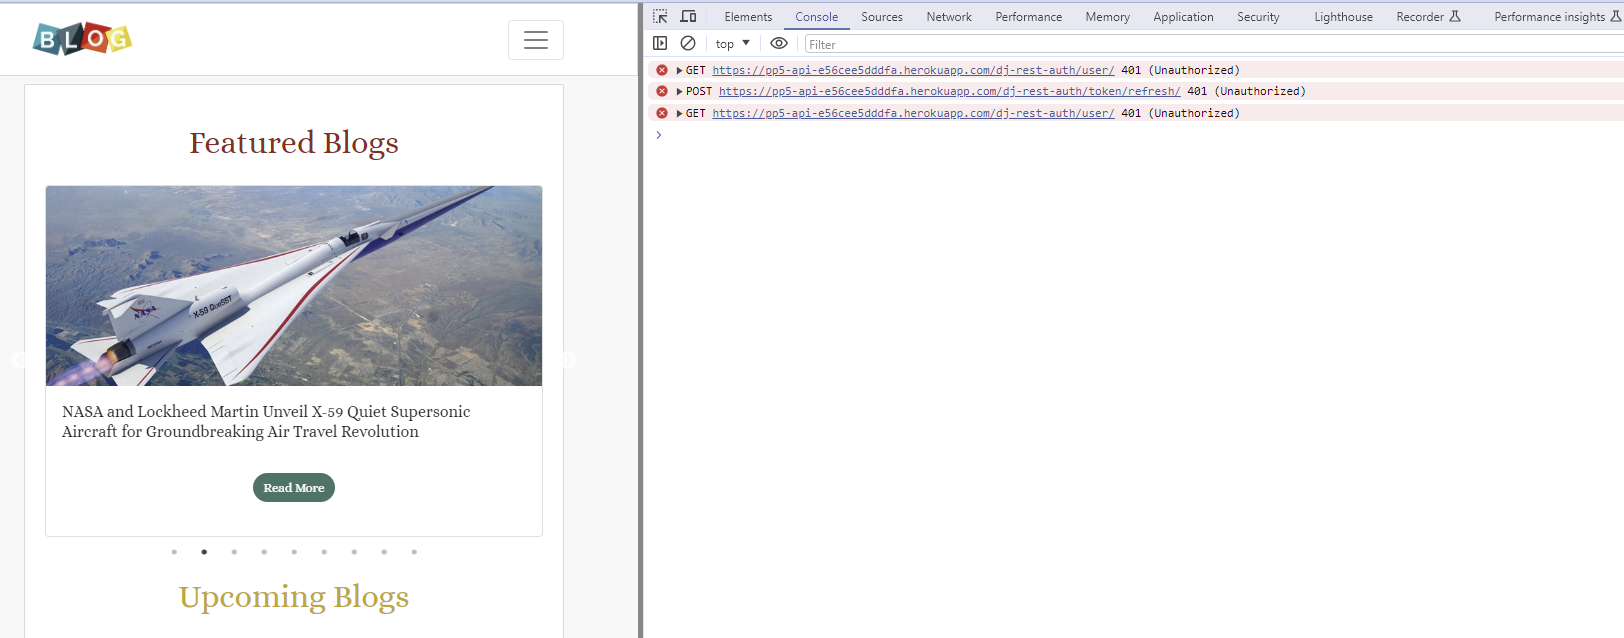 BLOG
Featured Blogs
NASA
X-59 QueSST
NASA and Lockheed Martin Unveil X-59 Quiet Supersonic
Aircraft for Groundbreaking Air Travel Revolution
Read More
Upcoming Blogs
Elements Console Sources Network Performance Memory Application Security Lighthouse Recorder Performance insights
top Filter
GET https://pp5-api-e56cee5dddfa.herokuapp.com/dj-rest-auth/user/ 401 (Unauthorized)
POST https://pp5-api-e56cee5dddfa.herokuapp.com/dj-rest-auth/token/refresh/ 401 (Unauthorized)
GET https://pp5-api-e56cee5dddfa.herokuapp.com/dj-rest-auth/user/ 401 (Unauthorized)